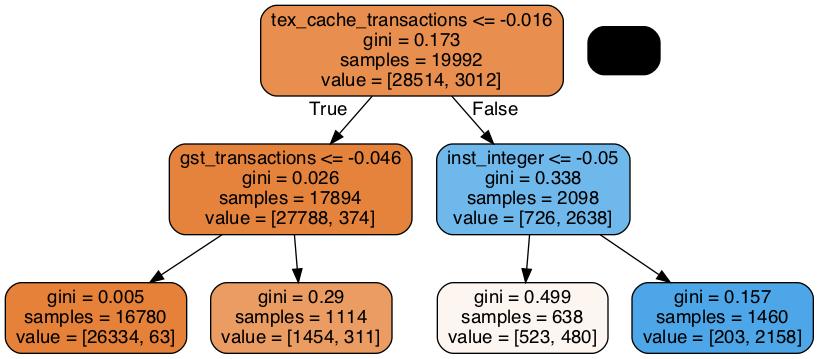 tex_cache_transactions <= -0.016
gini = 0.173
samples = 19992
value = [28514, 3012]
True
False
gst_transactions <= -0.046
gini = 0.026
samples = 17894
value = [27788, 374]
inst_integer <= -0.05
gini = 0.338
samples = 2098
value = [726, 2638]
gini = 0.005
samples = 16780
value = [26334, 63]
gini = 0.29
samples = 1114
value = [1454, 311]
gini = 0.499
samples = 638
value = [523, 480]
gini = 0.157
samples = 1460
value = [203, 2158]